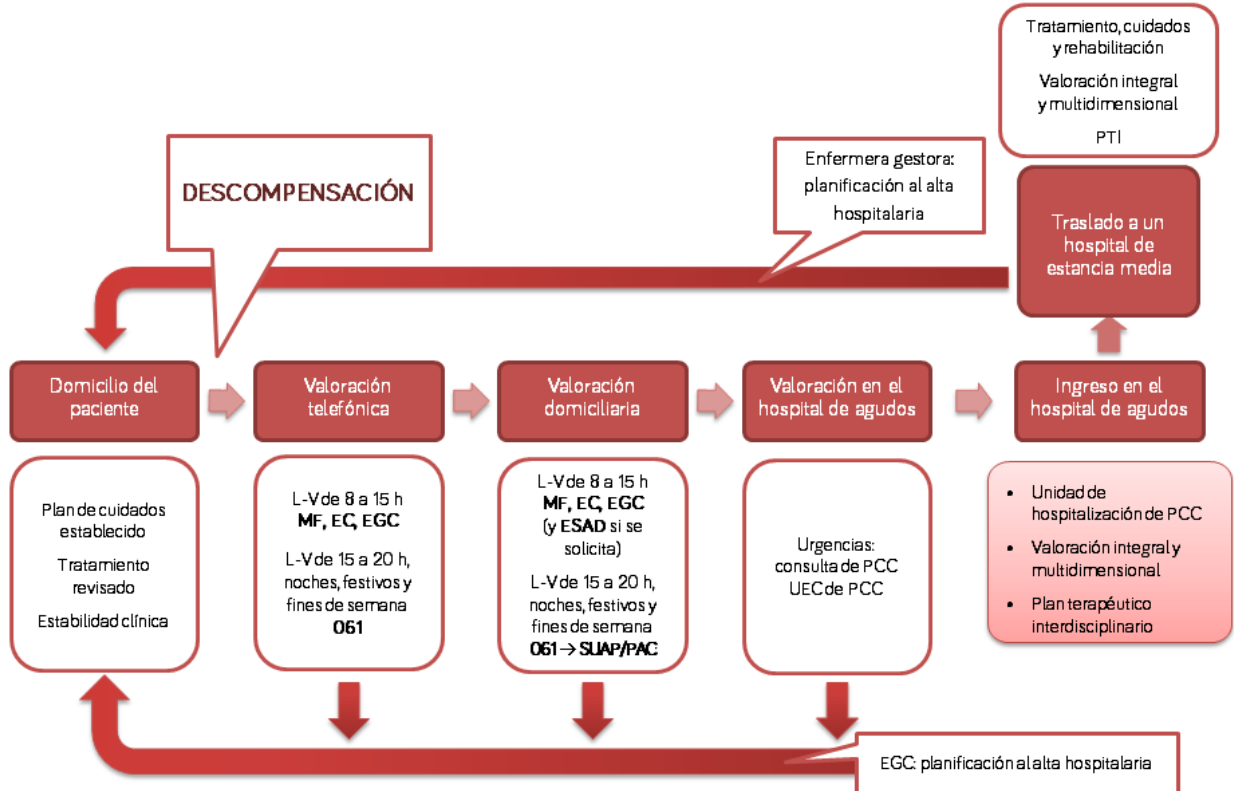 Tratamiento, cuidados
y rehabilitación
Valoración integral
y multidimensional
PTI
DESCOMPENSACIÓN
Enfermera gestora:
planificación al alta
hospitalaria
Traslado a un
hospital de
estancia media
Domicilio del
paciente
Valoración
telefónica
Valoración
domiciliaria
Valoración en el
hospital de agudos
Ingreso en el
hospital de agudos
Plan de cuidados
establecido
Tratamiento
revisado
Estabilidad clínica
L-V de 8 a 15 h
MF, EC, EGC
L-V de 15 a 20 h,
noches, festivos y
fines de semana
061
L-V de 8 a 15 h
MF, EC, EGC
(y ESAD si se
solicita)
L-V de 15 a 20 h,
noches, festivos y
fines de semana
061 → SUAP/PAC
Urgencias:
consulta de PCC
UEC de PCC
• Unidad de
hospitalización de PCC
• Valoración integral y
multidimensional
• Plan terapéutico
interdisciplinario
EGC: planificación al alta hospitalaria